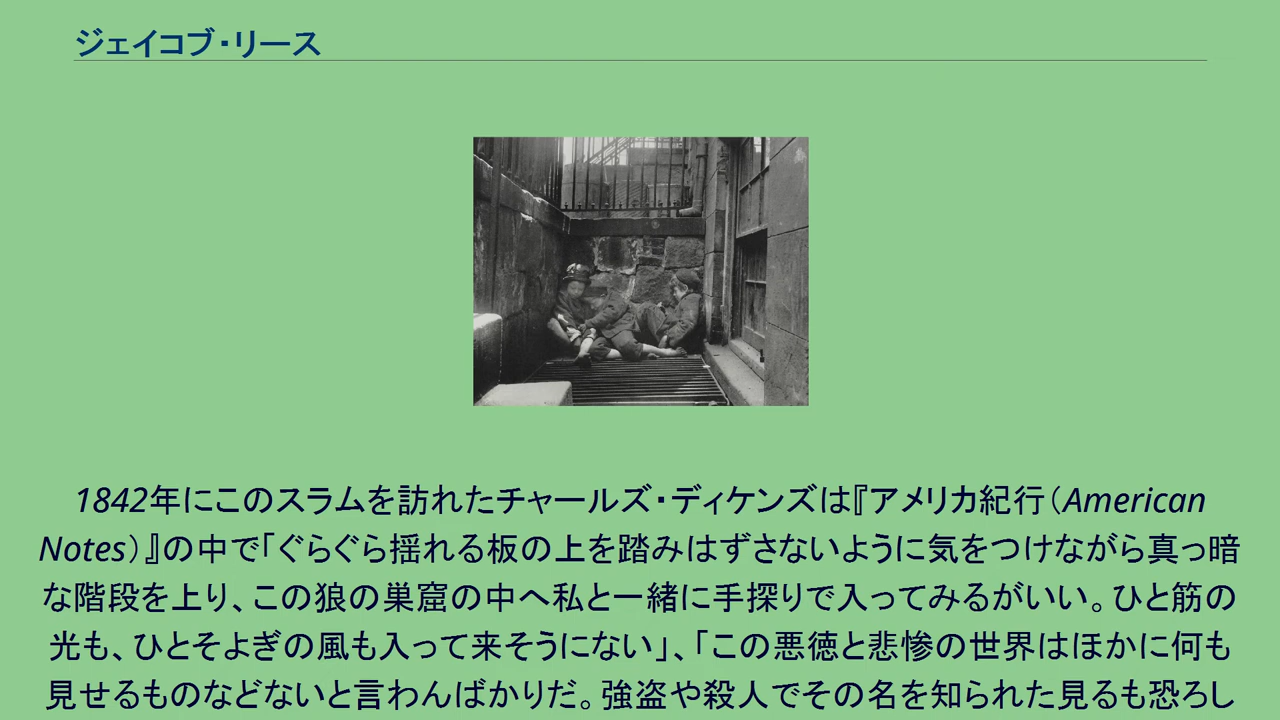 ジェイコブ・リース
1842年にこのスラムを訪れたチャールズ・ディケンズは『アメリカ紀行（American
Notes）』の中で「ぐらぐら揺れる板の上を踏みはずさないように気をつけながら真っ暗
な階段を上り、この狼の巣窟の中へ私と一緒に手探りで入ってみるがいい。ひと筋の
光も、ひとそよぎの風も入って来そうにない」、「この悪徳と悲惨の世界はほかに何も
見せるものなどないと言わんばかりだ。強盗や殺人でその名を知られた見るも恐ろし